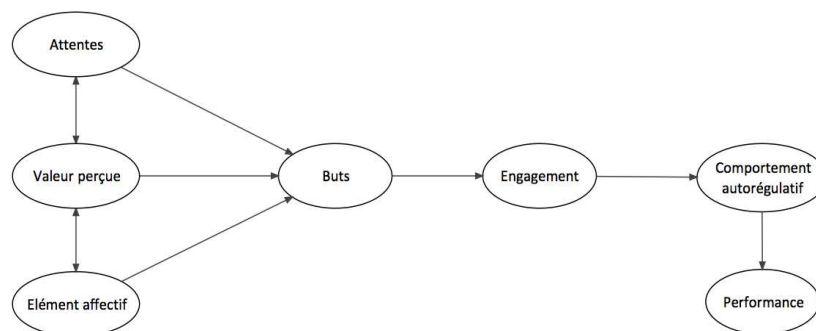 Attentes
Valeur perçue
Buts
Engagement
Comportement
autorégulatif
Elément affectif
Performance